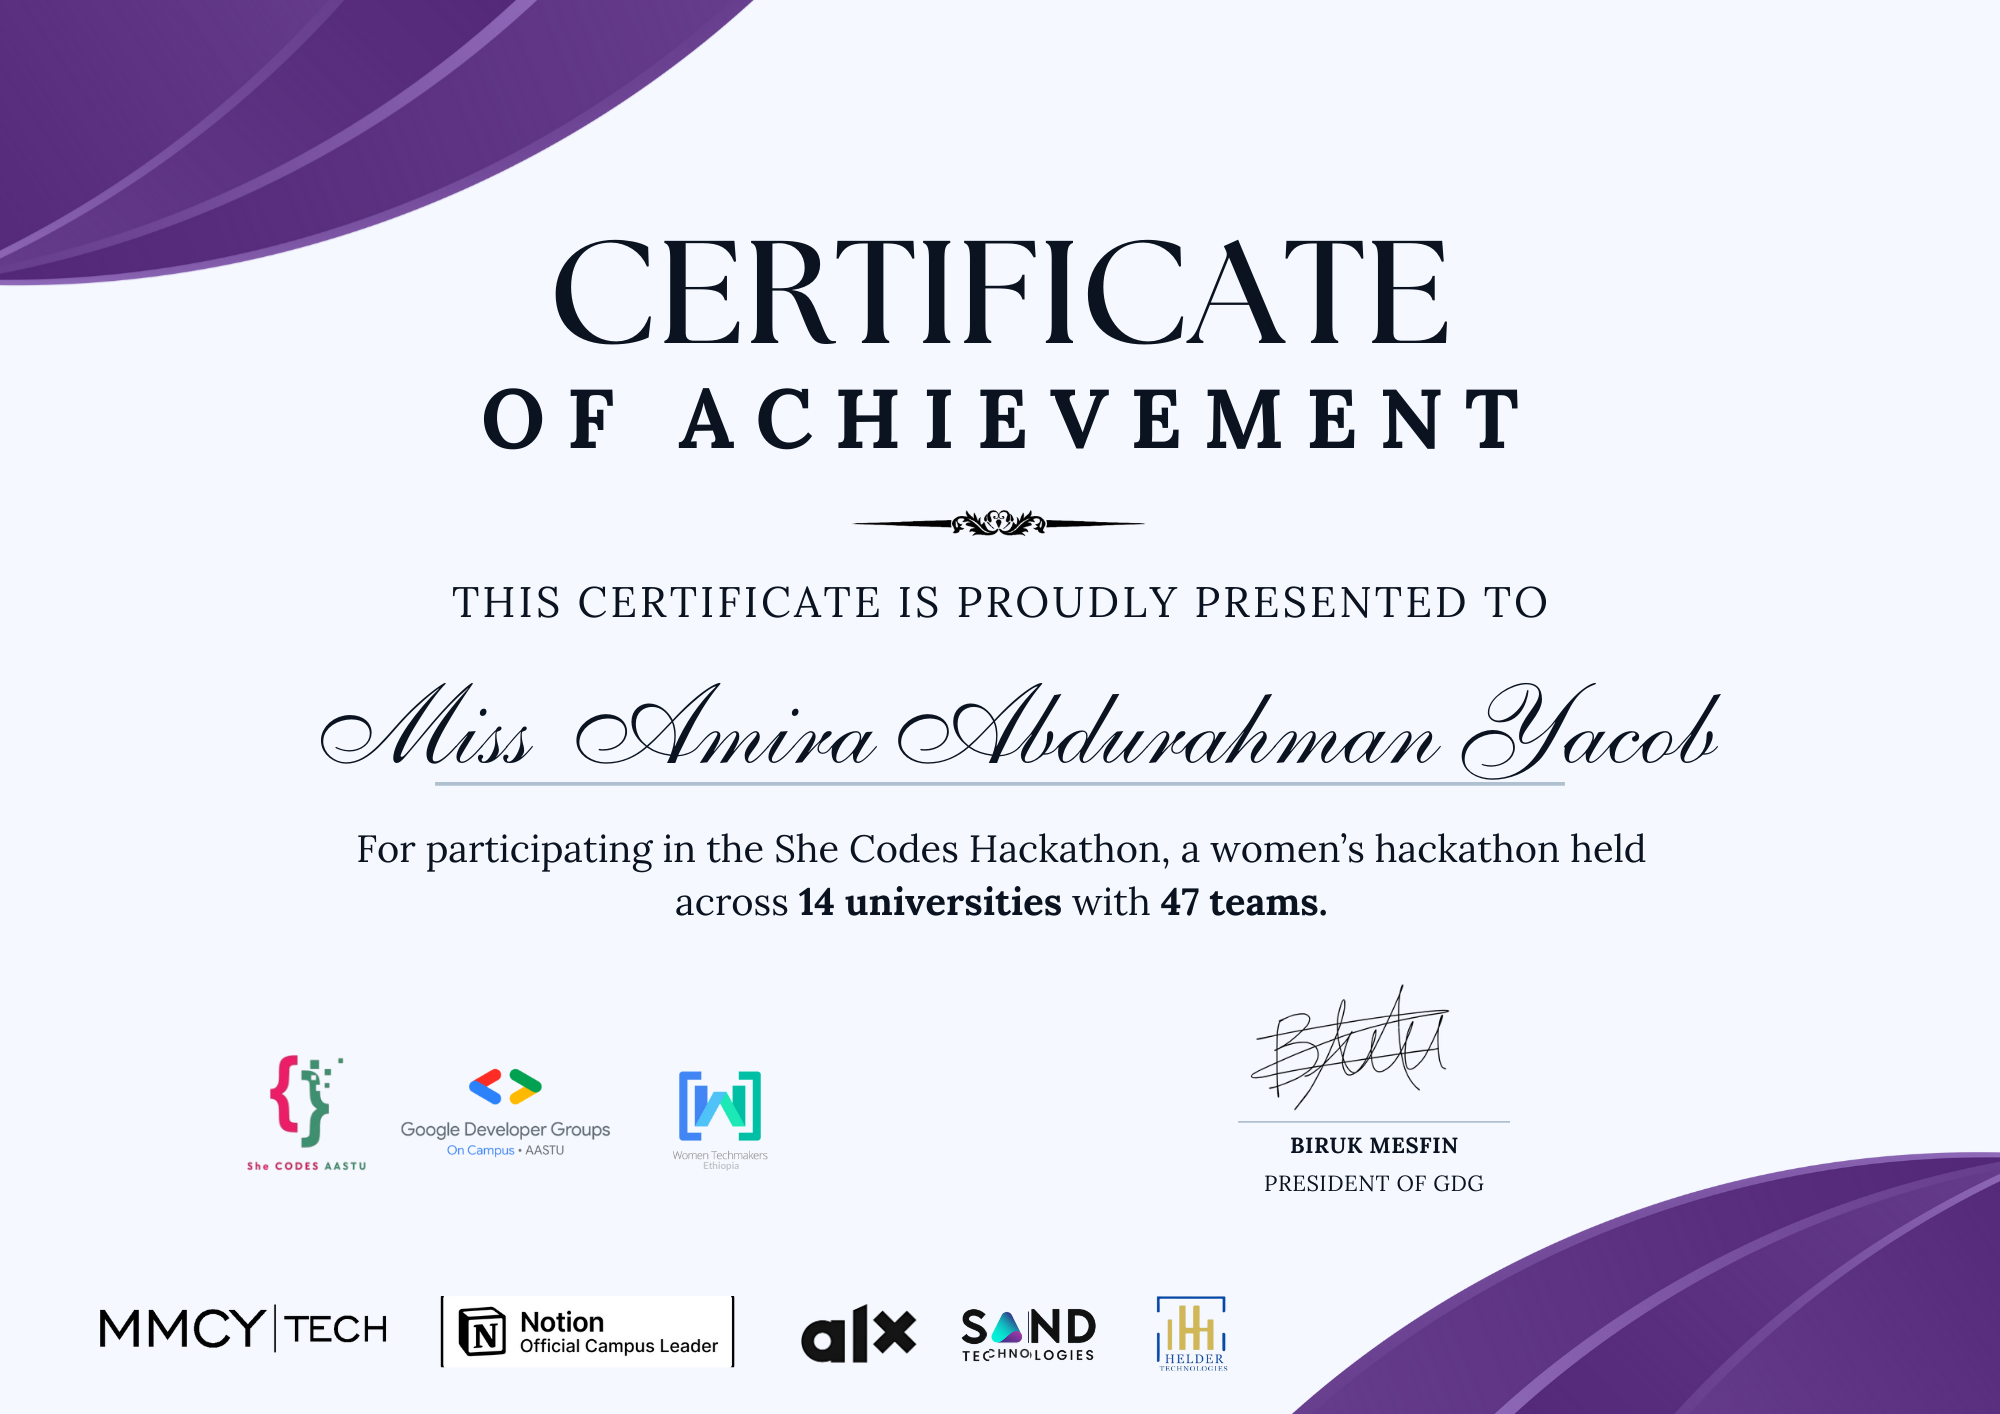 CERTIFICATE
OF ACHIEVEMENT
THIS CERTIFICATE IS PROUDLY PRESENTED TO
Miss Amira Abdurahman Yacob
For participating in the She Codes Hackathon, a women’s hackathon held
across 14 universities with 47 teams.
She CODES AASTU
Google Developer Groups
On Campus • AASTU
Women Techmakers
Ethiopia
BIRUK MESFIN
PRESIDENT OF GDG
MMCY | TECH
N Notion
Official Campus Leader
alx
SAND
TECHNOLOGIES
HELDER
TECHNOLOGIES